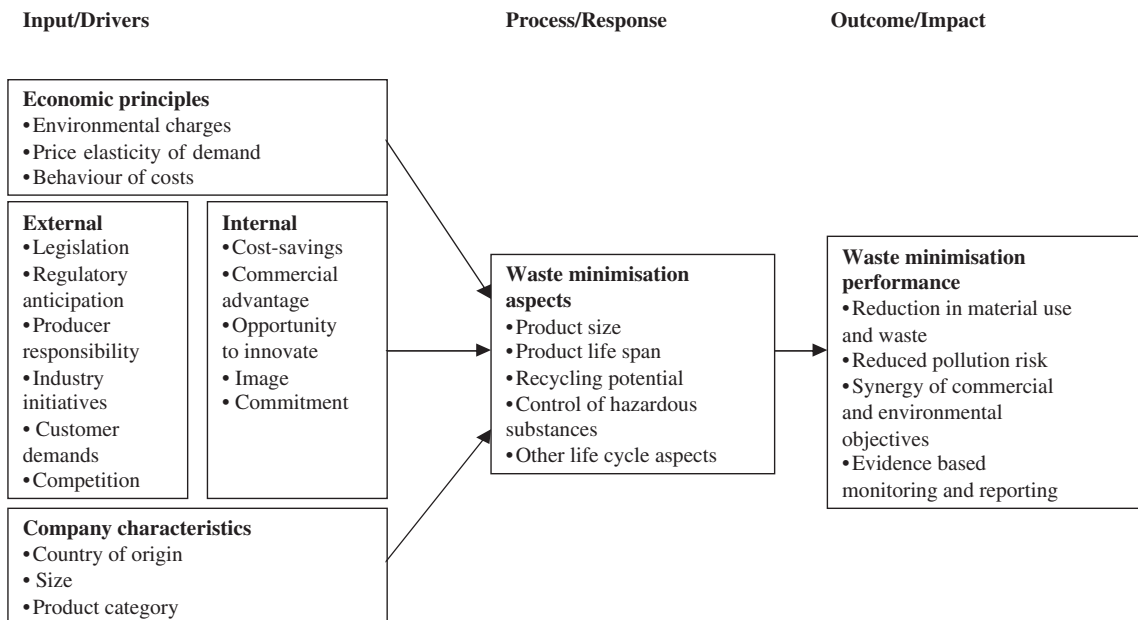 Input/Drivers
Process/Response
Outcome/Impact
Economic principles
•Environmental charges
•Price elasticity of demand
•Behaviour of costs
External
•Legislation
•Regulatory
anticipation
•Producer
responsibility
•Industry
initiatives
• Customer
demands
•Competition
Internal
•Cost-savings
•Commercial
advantage
•Opportunity
to innovate
• Image
• Commitment
Company characteristics
•Country of origin
• Size
•Product category
Waste minimisation
aspects
•Product size
•Product life span
•Recycling potential
•Control of hazardous
substances
•Other life cycle aspects
Waste minimisation
performance
•Reduction in material use
and waste
•Reduced pollution risk
•Synergy of commercial
and environmental
objectives
•Evidence based
monitoring and reporting